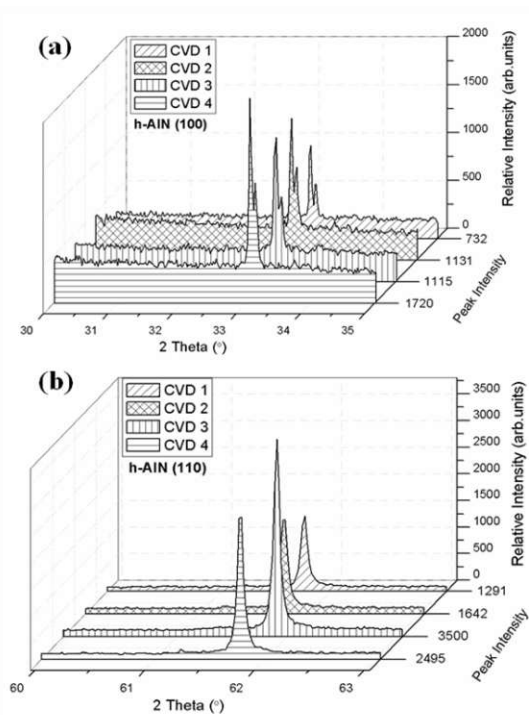 (a)
CVD 1
CVD 2
CVD 3
CVD 4
h-AlN (100)
2000
1500
1000
500
0
Relative Intensity (arb.units)
732
1131
1115
1720
Peak Intensity
30 31 32 33 34 35
2 Theta (°)
(b)
CVD 1
CVD 2
CVD 3
CVD 4
h-AlN (110)
3500
3000
2500
2000
1500
1000
500
0
Relative Intensity (arb.units)
1291
1642
3500
2495
Peak Intensity
60 61 62 63
2 Theta (°)